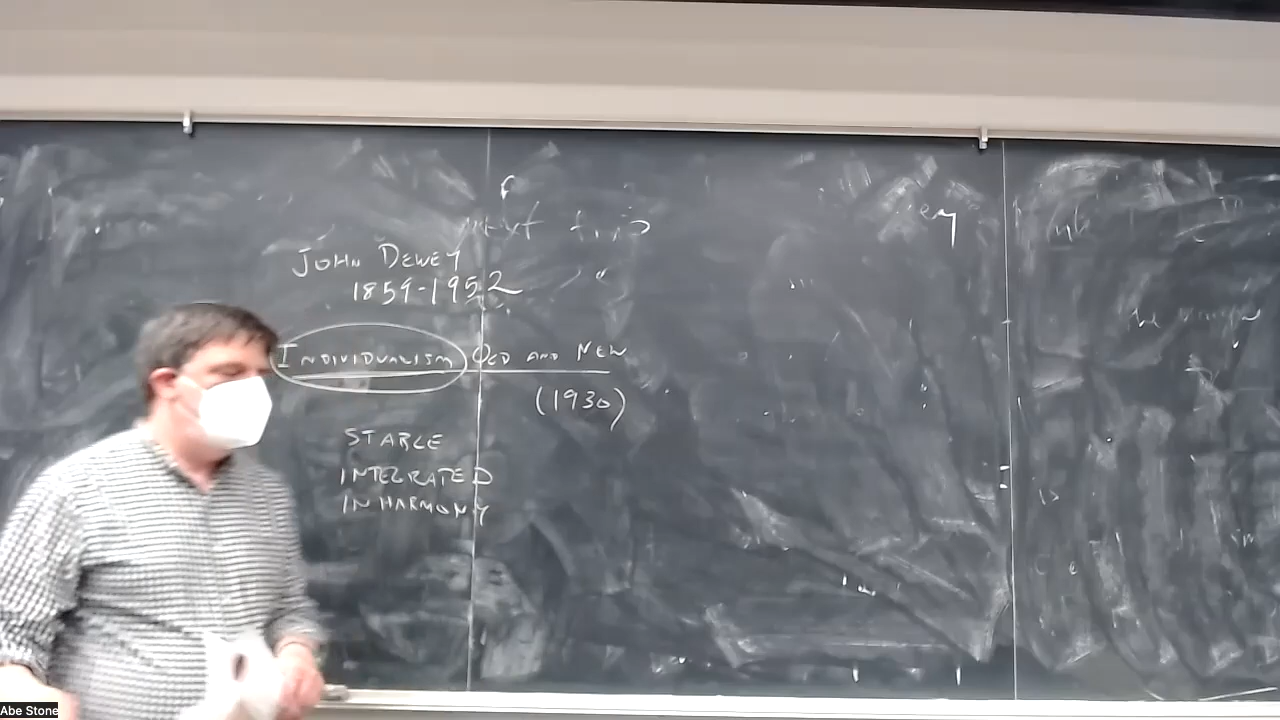 JOHN DEWEY
1859-1952
INDIVIDUALISM OLD AND NEW
(1930)
STABLE
INTEGRATED
IN HARMONY
Abe Stone